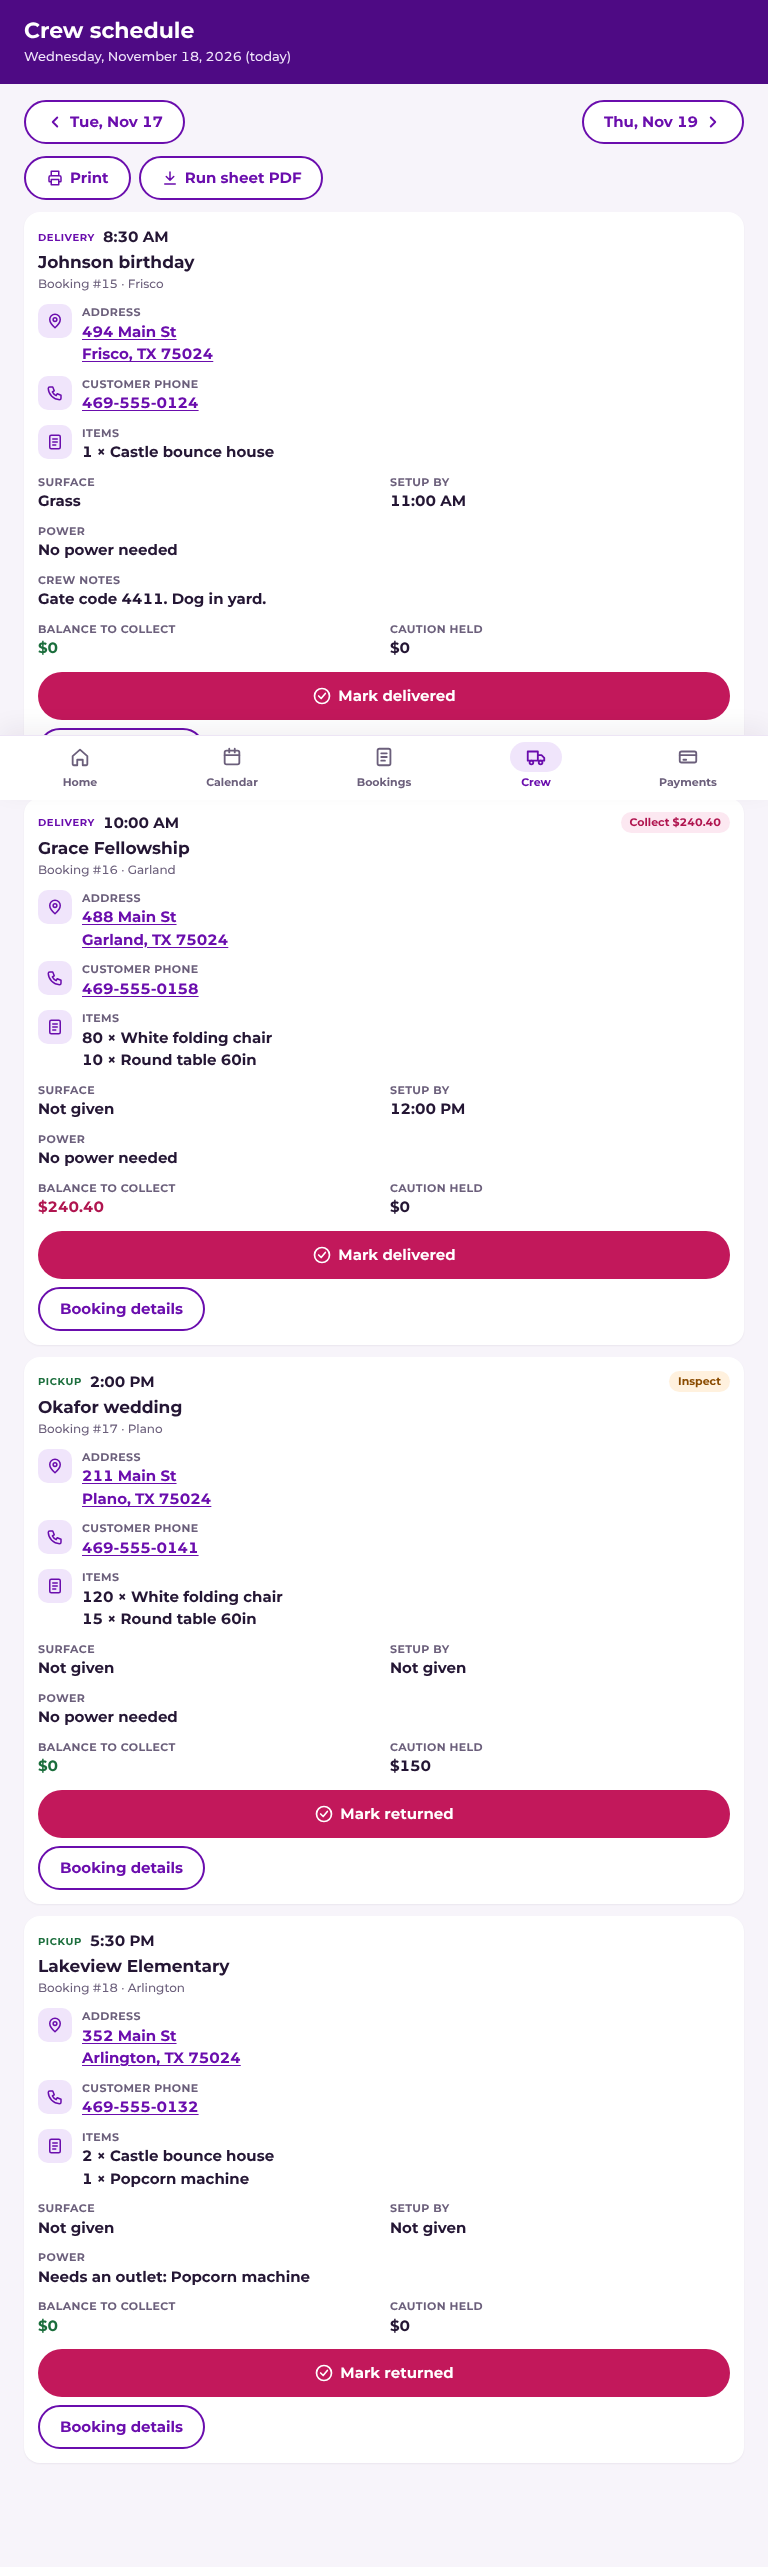 Crew schedule
Wednesday, November 18, 2026 (today)
Tue, Nov 17
Thu, Nov 19
Print
Run sheet PDF
DELIVERY 8:30 AM
Johnson birthday
Booking #15 · Frisco
ADDRESS
494 Main St
Frisco, TX 75024
CUSTOMER PHONE
469-555-0124
ITEMS
1 × Castle bounce house
SURFACE
Grass
SETUP BY
11:00 AM
POWER
No power needed
CREW NOTES
Gate code 4411. Dog in yard.
BALANCE TO COLLECT
$0
CAUTION HELD
$0
Mark delivered
Home
Calendar
Bookings
Crew
Payments
DELIVERY 10:00 AM
Collect $240.40
Grace Fellowship
Booking #16 · Garland
ADDRESS
488 Main St
Garland, TX 75024
CUSTOMER PHONE
469-555-0158
ITEMS
80 × White folding chair
10 × Round table 60in
SURFACE
Not given
SETUP BY
12:00 PM
POWER
No power needed
BALANCE TO COLLECT
$240.40
CAUTION HELD
$0
Mark delivered
Booking details
PICKUP 2:00 PM
Inspect
Okafor wedding
Booking #17 · Plano
ADDRESS
211 Main St
Plano, TX 75024
CUSTOMER PHONE
469-555-0141
ITEMS
120 × White folding chair
15 × Round table 60in
SURFACE
Not given
SETUP BY
Not given
POWER
No power needed
BALANCE TO COLLECT
$0
CAUTION HELD
$150
Mark returned
Booking details
PICKUP 5:30 PM
Lakeview Elementary
Booking #18 · Arlington
ADDRESS
352 Main St
Arlington, TX 75024
CUSTOMER PHONE
469-555-0132
ITEMS
2 × Castle bounce house
1 × Popcorn machine
SURFACE
Not given
SETUP BY
Not given
POWER
Needs an outlet: Popcorn machine
BALANCE TO COLLECT
$0
CAUTION HELD
$0
Mark returned
Booking details